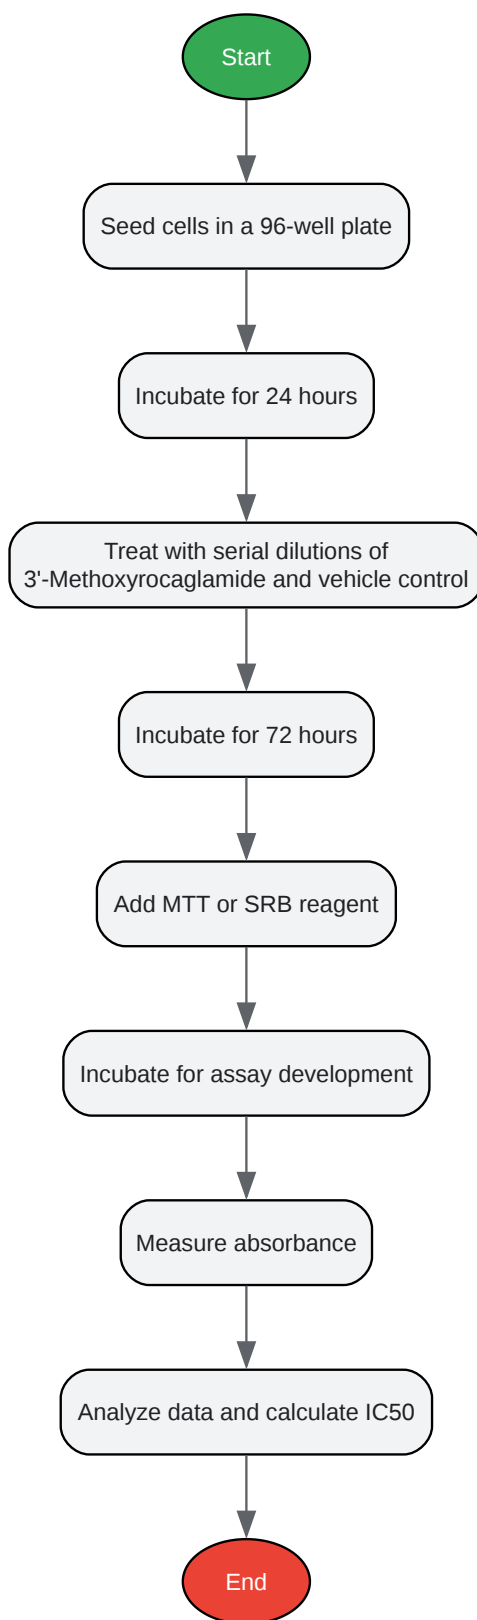 Start
Seed cells in a 96-well plate
Incubate for 24 hours
Treat with serial dilutions of
3'-Methoxyrocaglamide and vehicle control
Incubate for 72 hours
Add MTT or SRB reagent
Incubate for assay development
Measure absorbance
Analyze data and calculate IC50
End